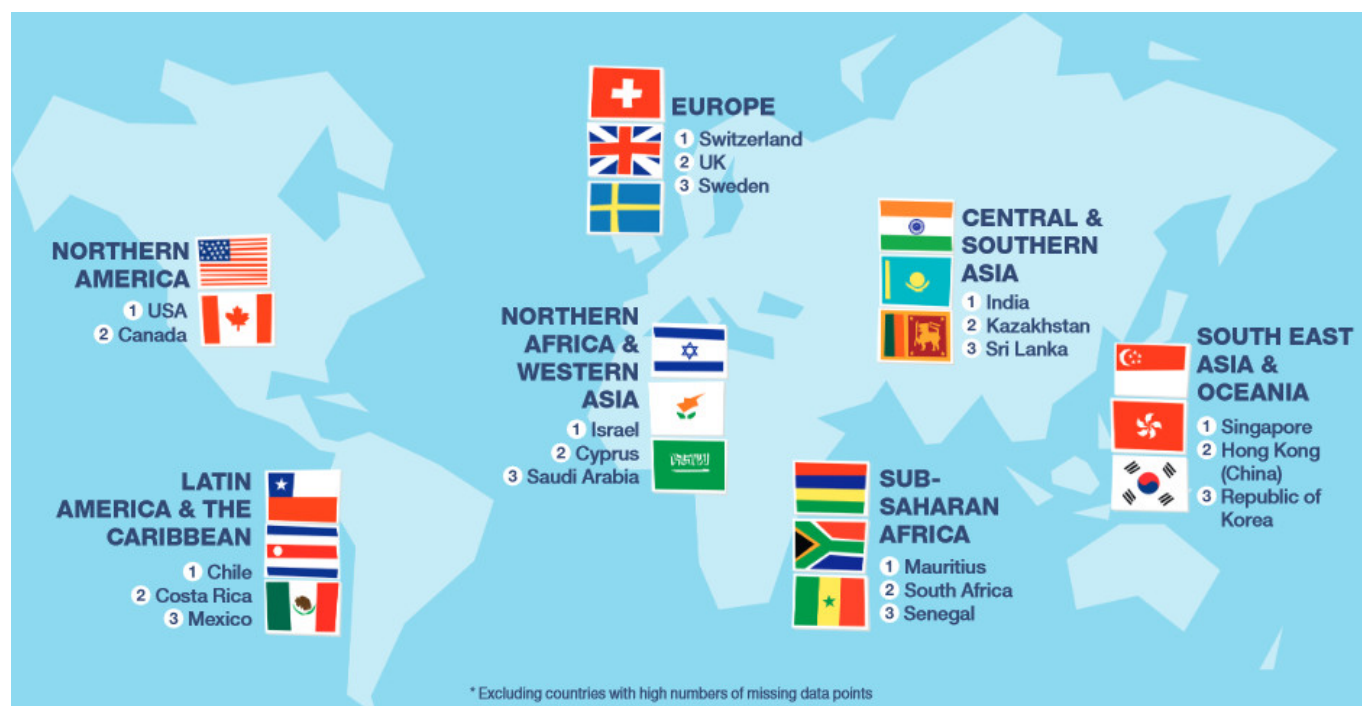 EUROPE
1 Switzerland
2 UK
3 Sweden
NORTHERN
AMERICA
1 USA
2 Canada
CENTRAL &
SOUTHERN
ASIA
1 India
2 Kazakhstan
3 Sri Lanka
NORTHERN
AFRICA &
WESTERN
ASIA
1 Israel
2 Cyprus
3 Saudi Arabia
SOUTH EAST
ASIA &
OCEANIA
1 Singapore
2 Hong Kong
(China)
3 Republic of
Korea
LATIN
AMERICA & THE
CARIBBEAN
1 Chile
2 Costa Rica
3 Mexico
SUB-
SAHARAN
AFRICA
1 Mauritius
2 South Africa
3 Senegal
* Excluding countries with high numbers of missing data points